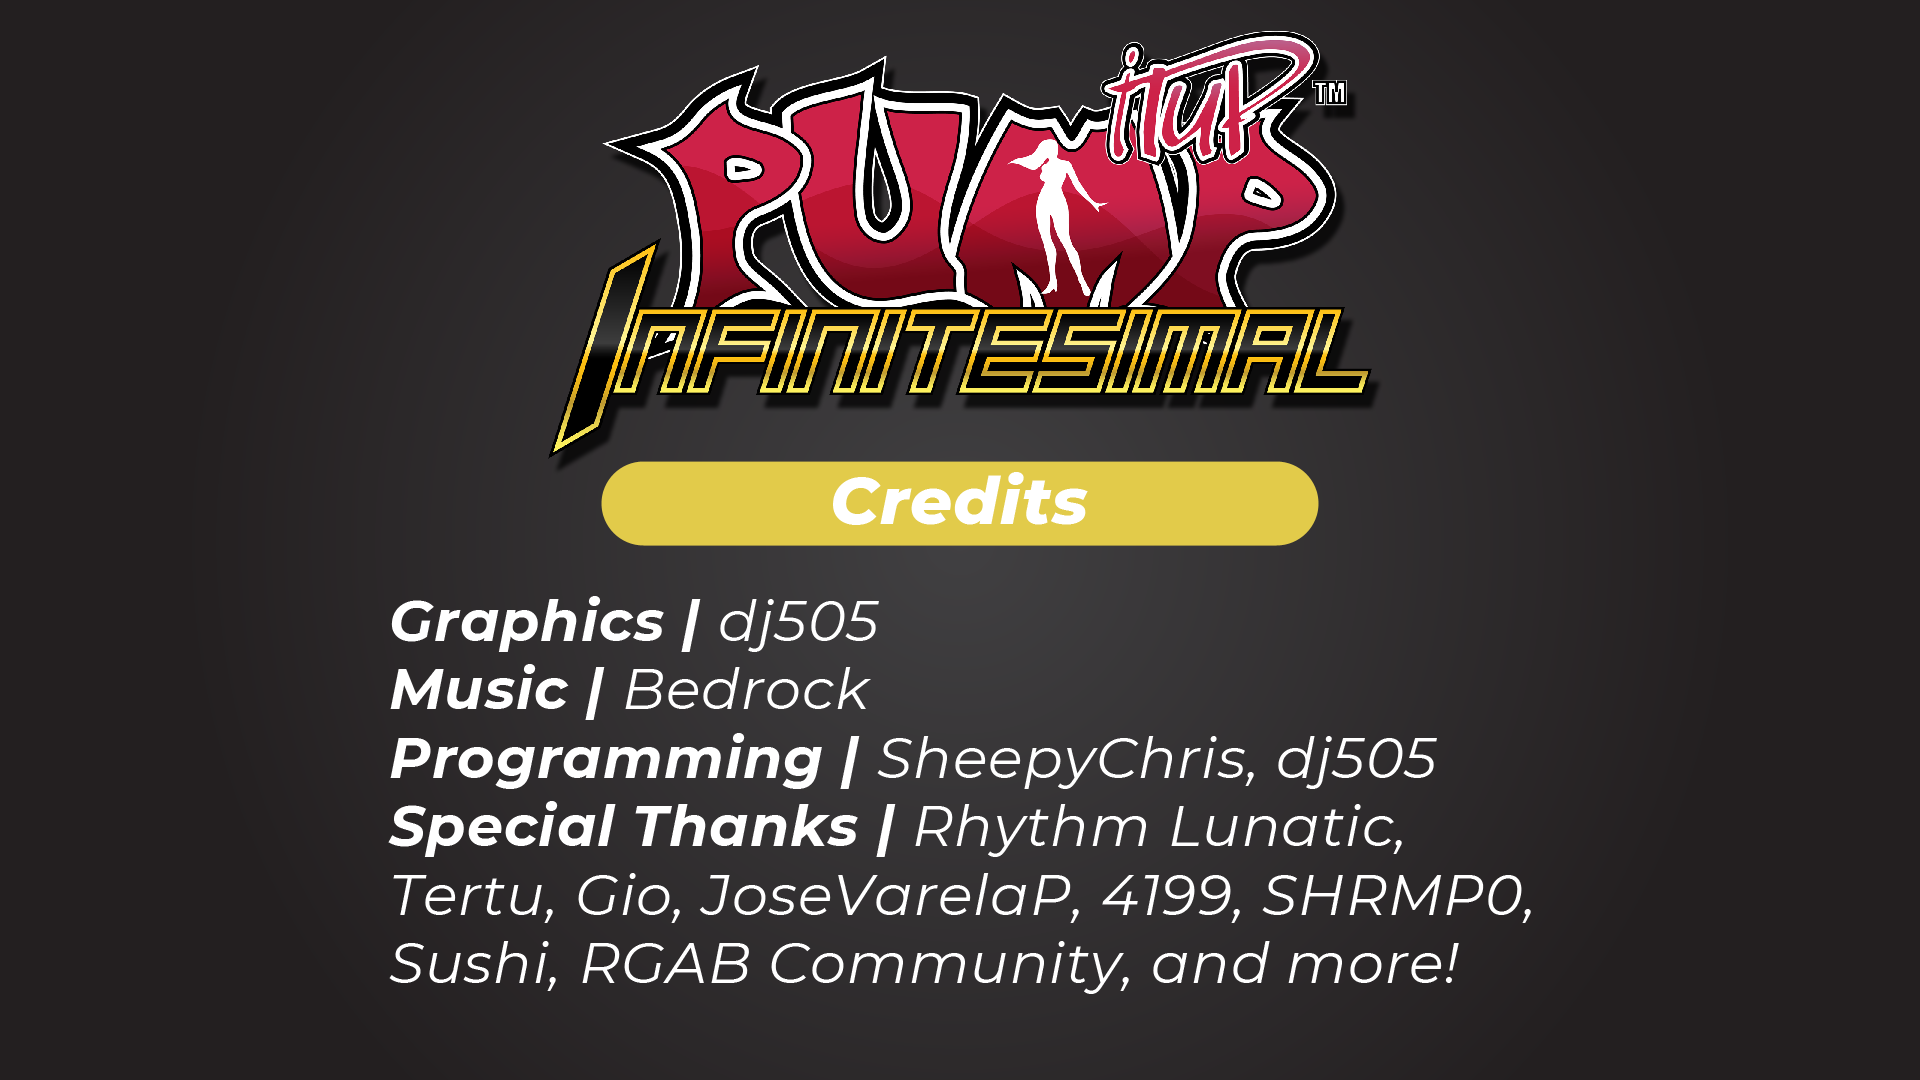 PUMP itUP TM
INFINITESIMAL
Credits
Graphics | dj505
Music | Bedrock
Programming | SheepyChris, dj505
Special Thanks | Rhythm Lunatic,
Tertu, Gio, JoseVarelaP, 4199, SHRMP0,
Sushi, RGAB Community, and more!